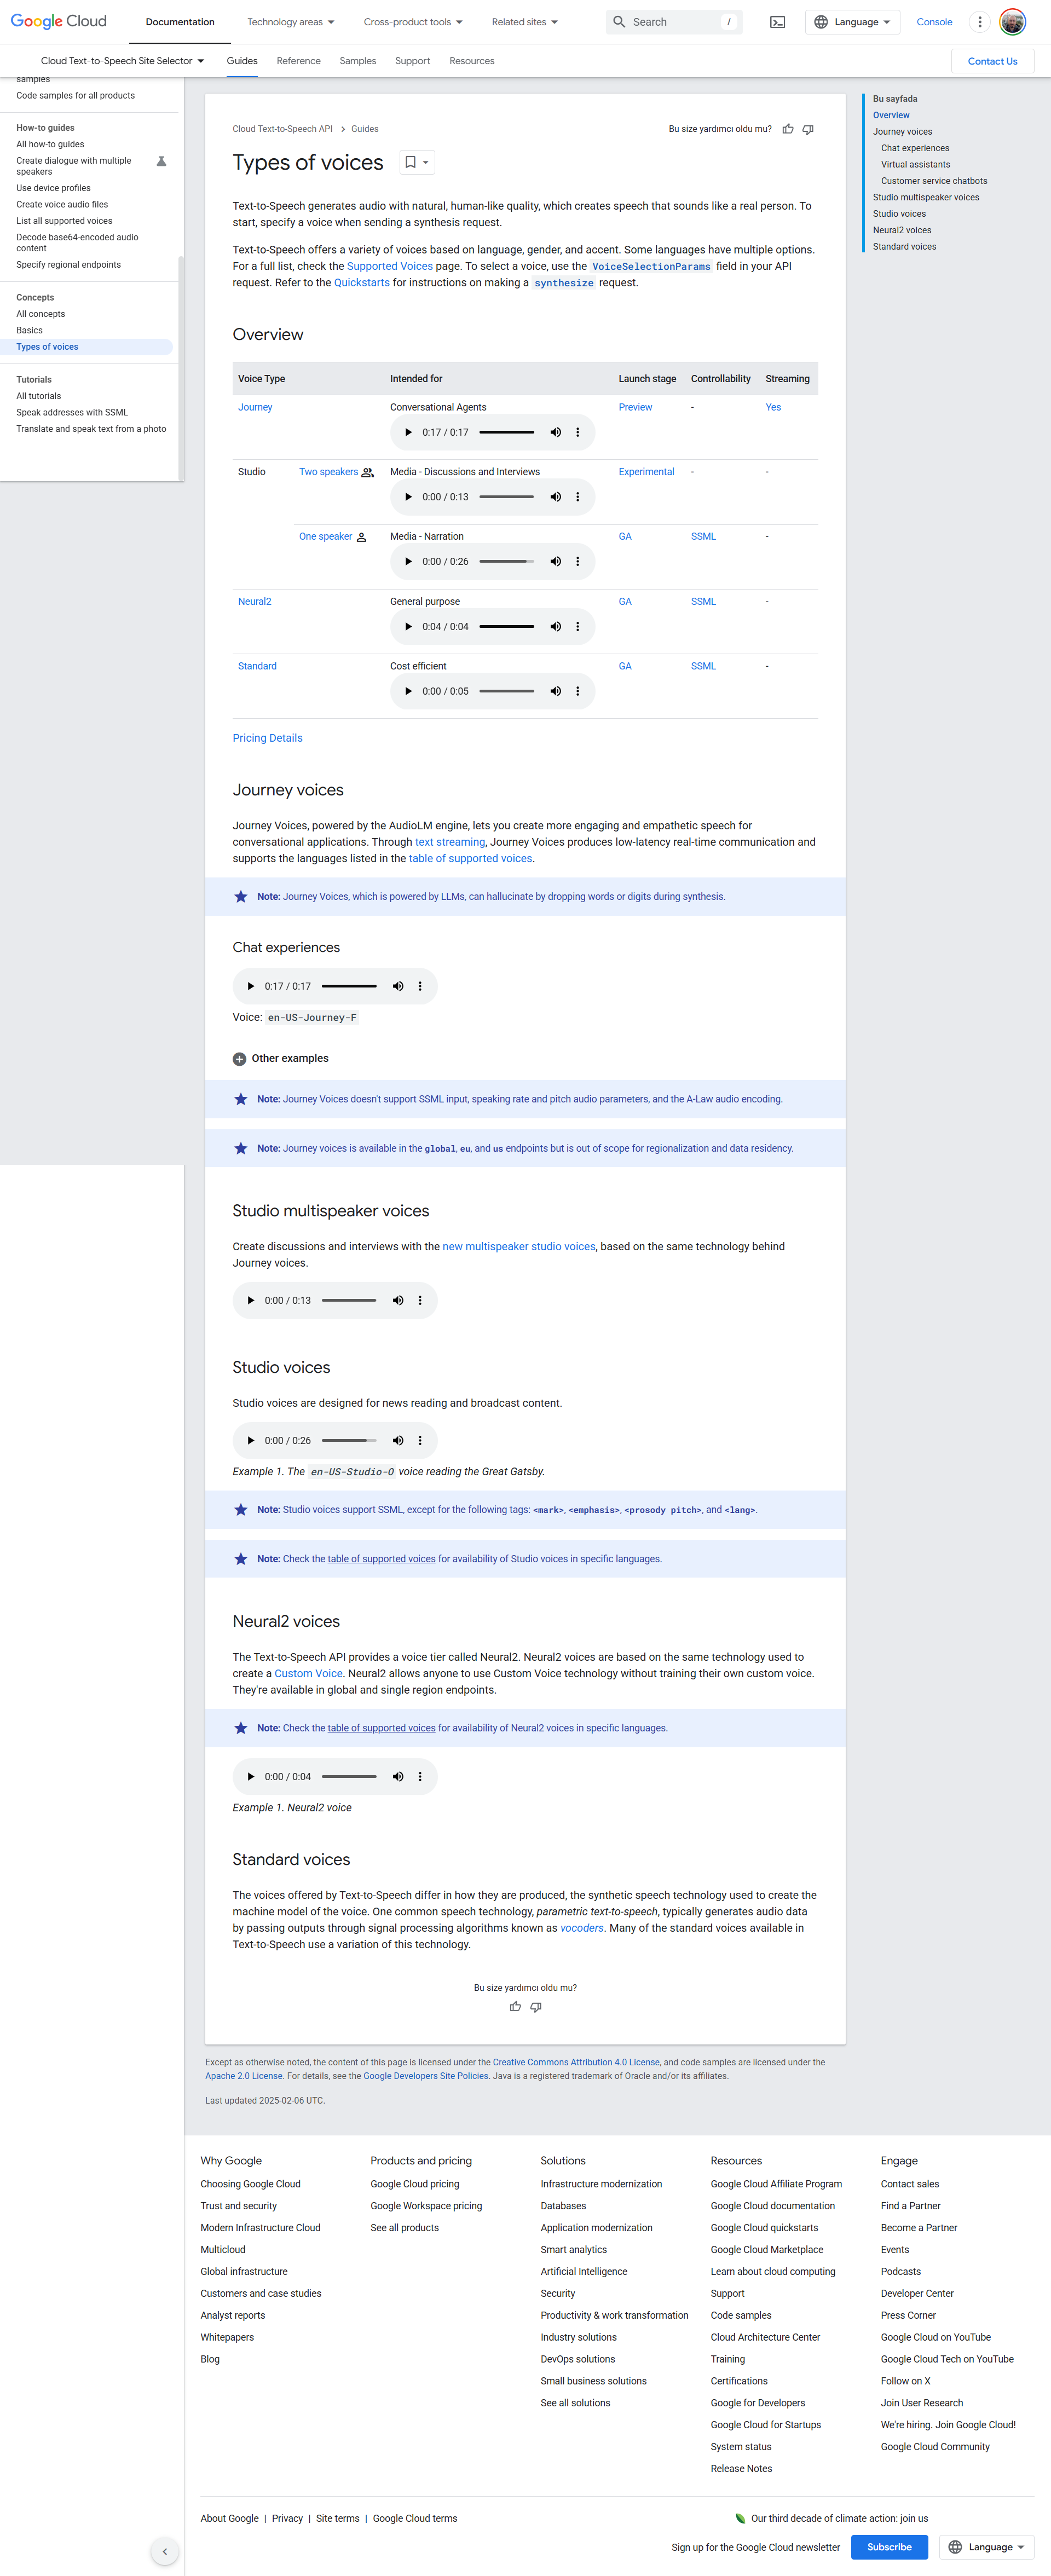 Google Cloud
Documentation
Technology areas
Cross-product tools
Related sites
Search
/
Language
Console
Cloud Text-to-Speech Site Selector
Guides
Reference
Samples
Support
Resources
Contact Us
samples
Code samples for all products
How-to guides
All how-to guides
Create dialogue with multiple
speakers
Use device profiles
Create voice audio files
List all supported voices
Decode base64-encoded audio
content
Specify regional endpoints
Concepts
All concepts
Basics
Types of voices
Tutorials
All tutorials
Speak addresses with SSML
Translate and speak text from a photo
Cloud Text-to-Speech API > Guides
Bu size yardımcı oldu mu?
Types of voices
Text-to-Speech generates audio with natural, human-like quality, which creates speech that sounds like a real person. To
start, specify a voice when sending a synthesis request.
Text-to-Speech offers a variety of voices based on language, gender, and accent. Some languages have multiple options.
For a full list, check the Supported Voices page. To select a voice, use the VoiceSelectionParams field in your API
request. Refer to the Quickstarts for instructions on making a synthesize request.
Overview
Voice Type Intended for Launch stage Controllability Streaming
Journey Conversational Agents Preview - Yes
0:17 / 0:17
Studio Two speakers Media - Discussions and Interviews Experimental - -
0:00 / 0:13
One speaker Media - Narration GA SSML -
0:00 / 0:26
Neural2 General purpose GA SSML -
0:04 / 0:04
Standard Cost efficient GA SSML -
0:00 / 0:05
Pricing Details
Journey voices
Journey Voices, powered by the AudioLM engine, lets you create more engaging and empathetic speech for
conversational applications. Through text streaming, Journey Voices produces low-latency real-time communication and
supports the languages listed in the table of supported voices.
Note: Journey Voices, which is powered by LLMs, can hallucinate by dropping words or digits during synthesis.
Chat experiences
0:17 / 0:17
Voice: en-US-Journey-F
Other examples
Note: Journey Voices doesn't support SSML input, speaking rate and pitch audio parameters, and the A-Law audio encoding.
Note: Journey voices is available in the global, eu, and us endpoints but is out of scope for regionalization and data residency.
Studio multispeaker voices
Create discussions and interviews with the new multispeaker studio voices, based on the same technology behind
Journey voices.
0:00 / 0:13
Studio voices
Studio voices are designed for news reading and broadcast content.
0:00 / 0:26
Example 1. The en-US-Studio-O voice reading the Great Gatsby.
Note: Studio voices support SSML, except for the following tags: <mark>, <emphasis>, <prosody pitch>, and <lang>.
Note: Check the table of supported voices for availability of Studio voices in specific languages.
Neural2 voices
The Text-to-Speech API provides a voice tier called Neural2. Neural2 voices are based on the same technology used to
create a Custom Voice. Neural2 allows anyone to use Custom Voice technology without training their own custom voice.
They're available in global and single region endpoints.
Note: Check the table of supported voices for availability of Neural2 voices in specific languages.
0:00 / 0:04
Example 1. Neural2 voice
Standard voices
The voices offered by Text-to-Speech differ in how they are produced, the synthetic speech technology used to create the
machine model of the voice. One common speech technology, parametric text-to-speech, typically generates audio data
by passing outputs through signal processing algorithms known as vocoders. Many of the standard voices available in
Text-to-Speech use a variation of this technology.
Bu size yardımcı oldu mu?
Bu sayfada
Overview
Journey voices
Chat experiences
Virtual assistants
Customer service chatbots
Studio multispeaker voices
Studio voices
Neural2 voices
Standard voices
Except as otherwise noted, the content of this page is licensed under the Creative Commons Attribution 4.0 License, and code samples are licensed under the
Apache 2.0 License. For details, see the Google Developers Site Policies. Java is a registered trademark of Oracle and/or its affiliates.
Last updated 2025-02-06 UTC.
Why Google
Choosing Google Cloud
Trust and security
Modern Infrastructure Cloud
Multicloud
Global infrastructure
Customers and case studies
Analyst reports
Whitepapers
Blog
Products and pricing
Google Cloud pricing
Google Workspace pricing
See all products
Solutions
Infrastructure modernization
Databases
Application modernization
Smart analytics
Artificial Intelligence
Security
Productivity & work transformation
Industry solutions
DevOps solutions
Small business solutions
See all solutions
Resources
Google Cloud Affiliate Program
Google Cloud documentation
Google Cloud quickstarts
Google Cloud Marketplace
Learn about cloud computing
Support
Code samples
Cloud Architecture Center
Training
Certifications
Google for Developers
Google Cloud for Startups
System status
Release Notes
Engage
Contact sales
Find a Partner
Become a Partner
Events
Podcasts
Developer Center
Press Corner
Google Cloud on YouTube
Google Cloud Tech on YouTube
Follow on X
Join User Research
We're hiring. Join Google Cloud!
Google Cloud Community
About Google | Privacy | Site terms | Google Cloud terms
Our third decade of climate action: join us
Sign up for the Google Cloud newsletter
Subscribe
Language